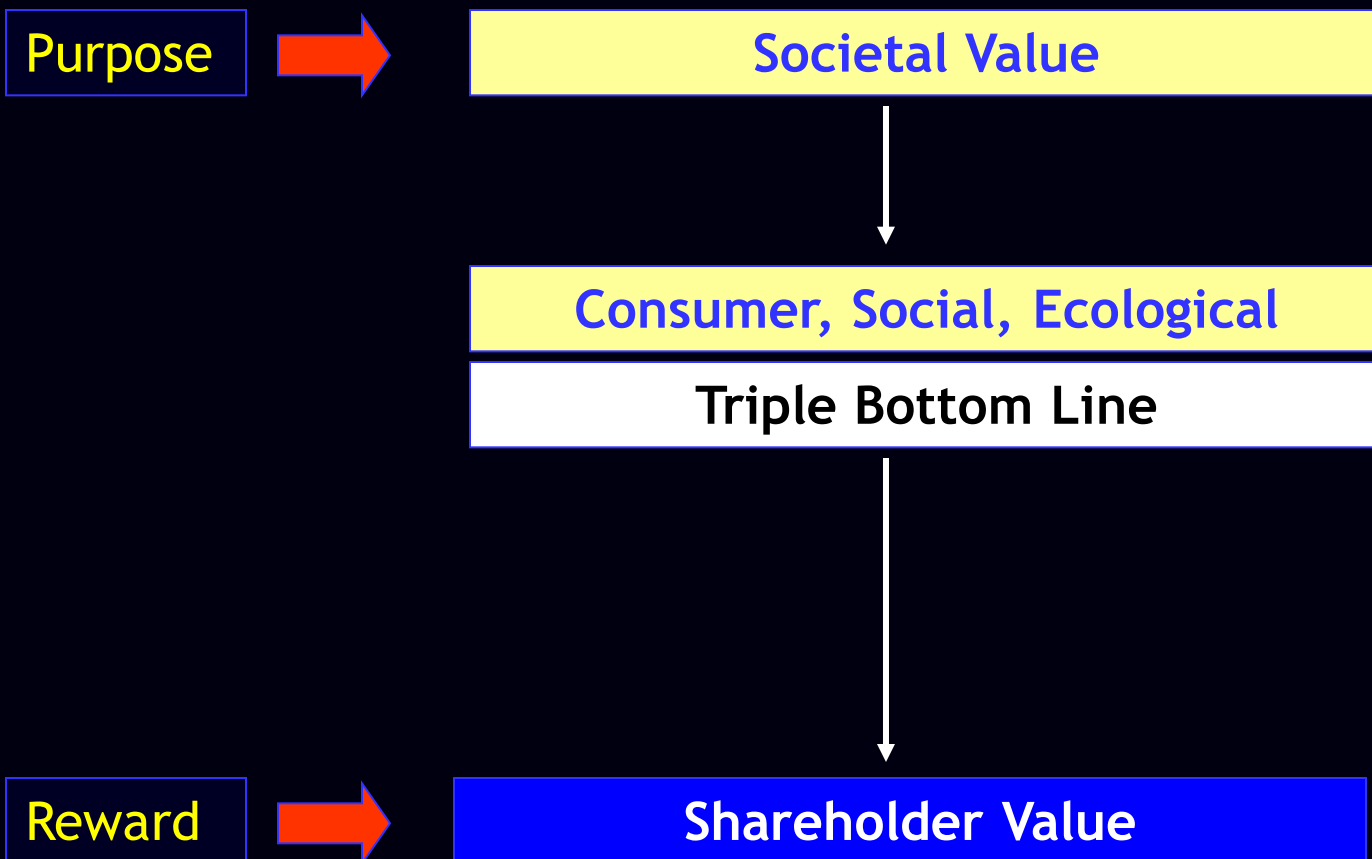 Purpose
Societal Value
Consumer, Social, Ecological
Triple Bottom Line
Reward
Shareholder Value